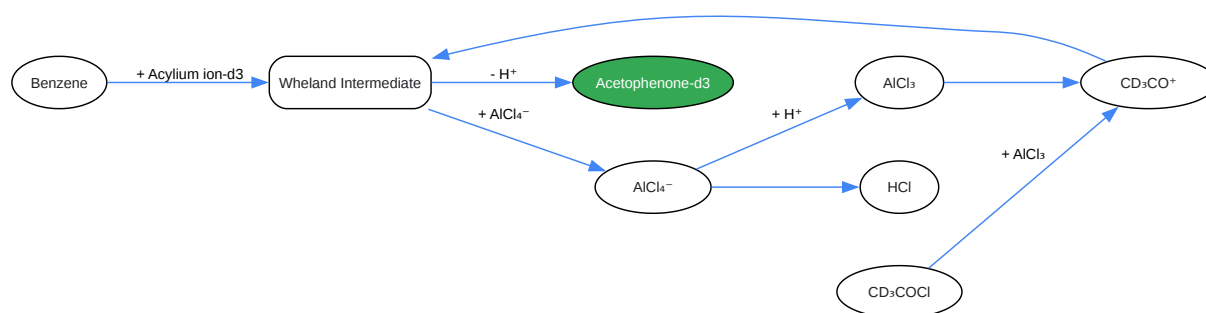 Benzene
+ Acylium ion-d3
Wheland Intermediate
- H⁺
Acetophenone-d3
+ AlCl₄⁻
AlCl₄⁻
+ H⁺
AlCl₃
HCl
CD₃COCl
+ AlCl₃
CD₃CO⁺